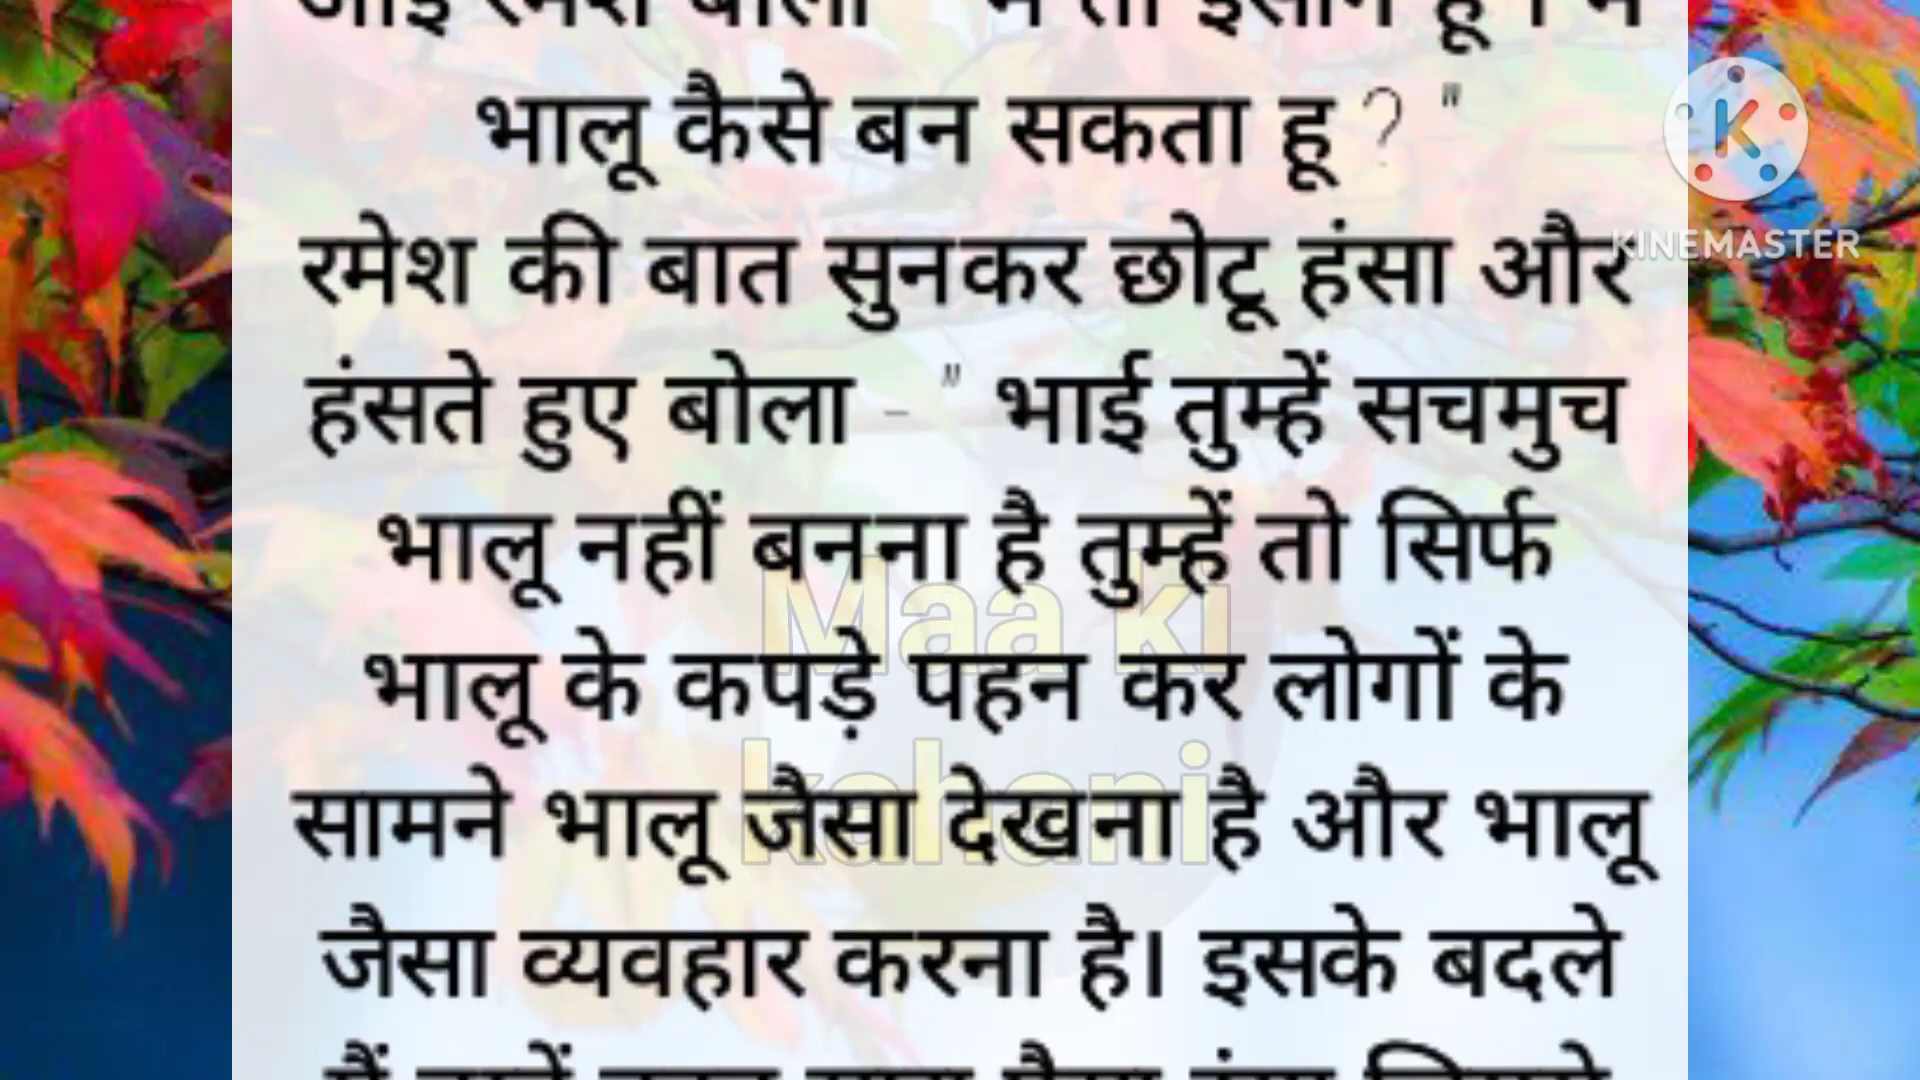 भालू कैसे बन सकता हू ? "
रमेश की बात सुनकर छोटू हंसा और
हंसते हुए बोला - " भाई तुम्हें सचमुच
भालू नहीं बनना है तुम्हें तो सिर्फ
भालू के कपड़े पहन कर लोगों के
सामने भालू जैसा देखना है और भालू
जैसा व्यवहार करना है। इसके बदले
Maa ki
kahani
K
KINEMASTER